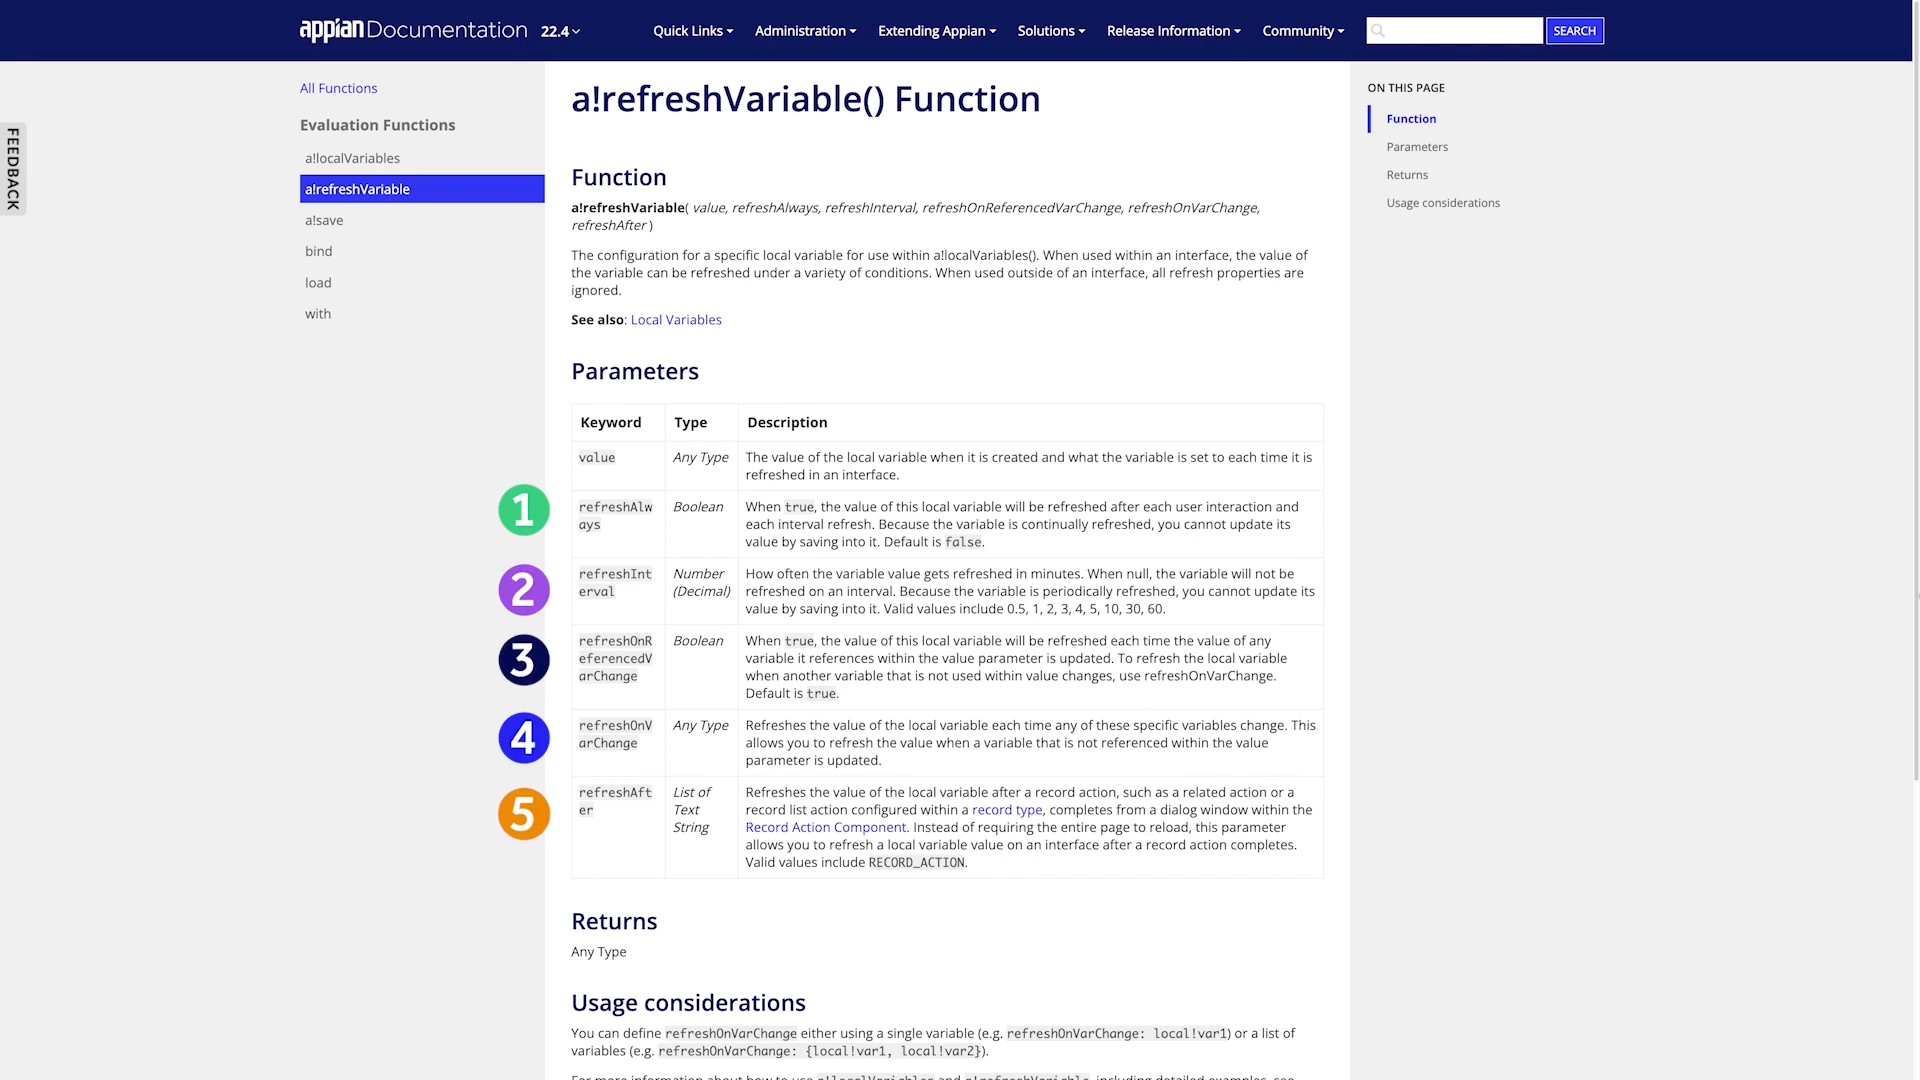 appian Documentation 22.4
Quick Links
Administration
Extending Appian
Solutions
Release Information
Community
SEARCH
FEEDBACK
All Functions
Evaluation Functions
a!localVariables
a!refreshVariable
a!save
bind
load
with
a!refreshVariable() Function
Function
a!refreshVariable( value, refreshAlways, refreshInterval, refreshOnReferencedVarChange, refreshOnVarChange,
refreshAfter )
The configuration for a specific local variable for use within a!localVariables(). When used within an interface, the value of
the variable can be refreshed under a variety of conditions. When used outside of an interface, all refresh properties are
ignored.
See also: Local Variables
Parameters
Keyword Type Description
value
Any Type
The value of the local variable when it is created and what the variable is set to each time it is
refreshed in an interface.
1
refreshAlw
ays
Boolean
When true, the value of this local variable will be refreshed after each user interaction and
each interval refresh. Because the variable is continually refreshed, you cannot update its
value by saving into it. Default is false.
2
refreshInt
erval
Number
(Decimal)
How often the variable value gets refreshed in minutes. When null, the variable will not be
refreshed on an interval. Because the variable is periodically refreshed, you cannot update its
value by saving into it. Valid values include 0.5, 1, 2, 3, 4, 5, 10, 30, 60.
3
refreshOnR
eferencedV
arChange
Boolean
When true, the value of this local variable will be refreshed each time the value of any
variable it references within the value parameter is updated. To refresh the local variable
when another variable that is not used within value changes, use refreshOnVarChange.
Default is true.
4
refreshOnV
arChange
Any Type
Refreshes the value of the local variable each time any of these specific variables change. This
allows you to refresh the value when a variable that is not referenced within the value
parameter is updated.
5
refreshAft
er
List of
Text
String
Refreshes the value of the local variable after a record action, such as a related action or a
record list action configured within a record type, completes from a dialog window within the
Record Action Component. Instead of requiring the entire page to reload, this parameter
allows you to refresh a local variable value on an interface after a record action completes.
Valid values include RECORD_ACTION.
Returns
Any Type
Usage considerations
You can define refreshOnVarChange either using a single variable (e.g. refreshOnVarChange: local!var1) or a list of
variables (e.g. refreshOnVarChange: {local!var1, local!var2}).
For more information about how to use a!localVariables and a!refreshVariable, including detailed examples, see
ON THIS PAGE
Function
Parameters
Returns
Usage considerations